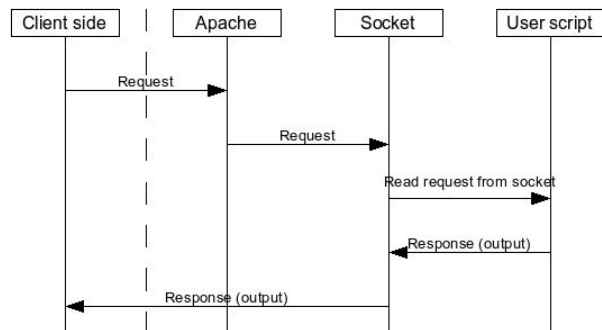 Client side
Apache
Socket
User script
Request
Request
Read request from socket
Response (output)
Response (output)